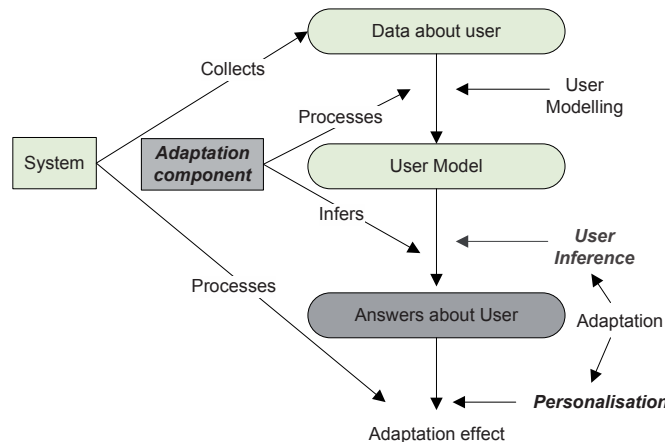 Data about user
Collects
User
Modelling
Processes
System
Adaptation
component
User Model
Infers
User
Inference
Processes
Answers about User
Adaptation
Personalisation
Adaptation effect